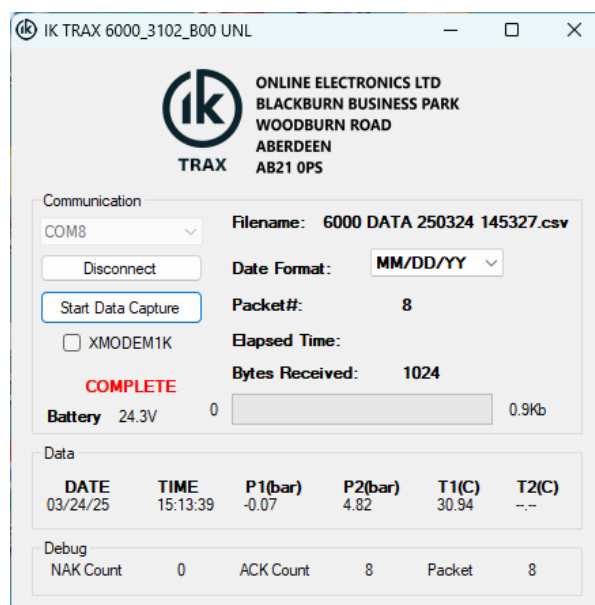 ik IK TRAX 6000_3102_B00 UNL
ik
TRAX
ONLINE ELECTRONICS LTD
BLACKBURN BUSINESS PARK
WOODBURN ROAD
ABERDEEN
AB21 0PS
Communication
COM8
Filename: 6000 DATA 250324 145327.csv
Disconnect
Date Format: MM/DD/YY
Start Data Capture
Packet#: 8
XMODEM1K
Elapsed Time:
Bytes Received: 1024
COMPLETE
Battery 24.3V
0 0.9Kb
Data
DATE TIME P1(bar) P2(bar) T1(C) T2(C)
03/24/25 15:13:39 -0.07 4.82 30.94 --.--
Debug
NAK Count 0 ACK Count 8 Packet 8